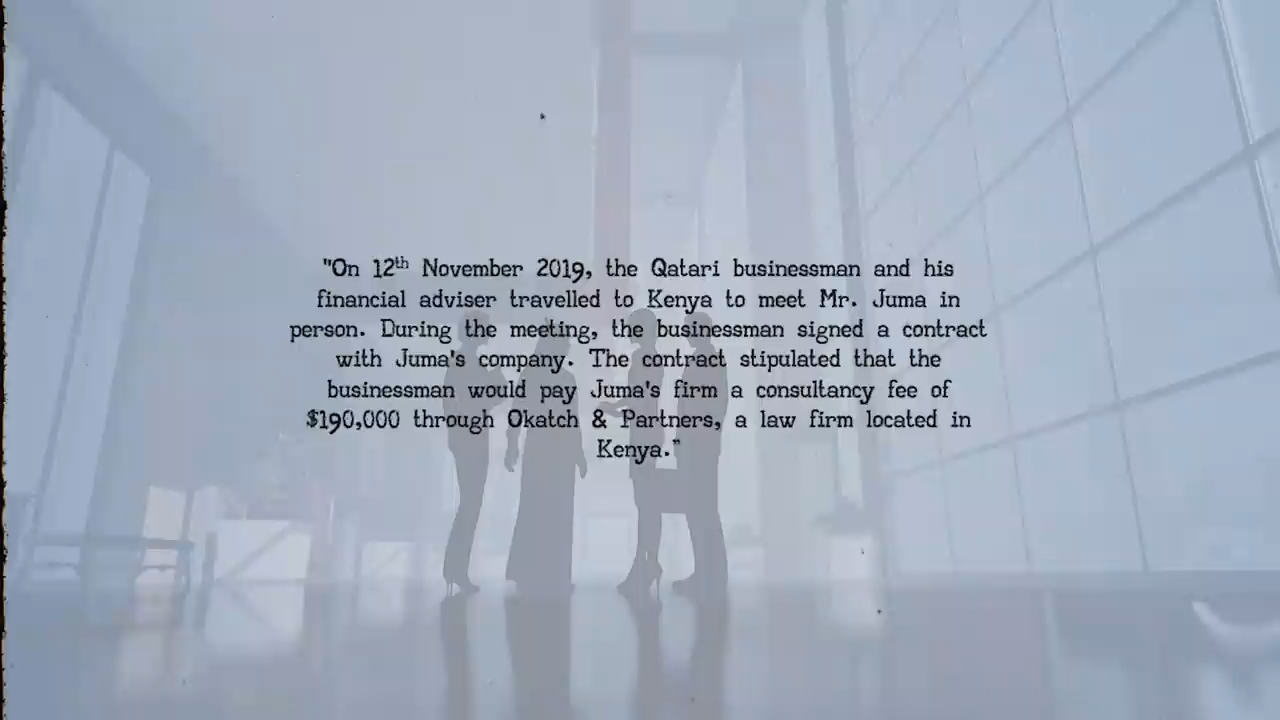 "On 12th November 2019, the Qatari businessman and his
financial adviser travelled to Kenya to meet Mr. Juma in
person. During the meeting, the businessman signed a contract
with Juma's company. The contract stipulated that the
businessman would pay Juma's firm a consultancy fee of
$190,000 through Okatch & Partners, a law firm located in
Kenya."